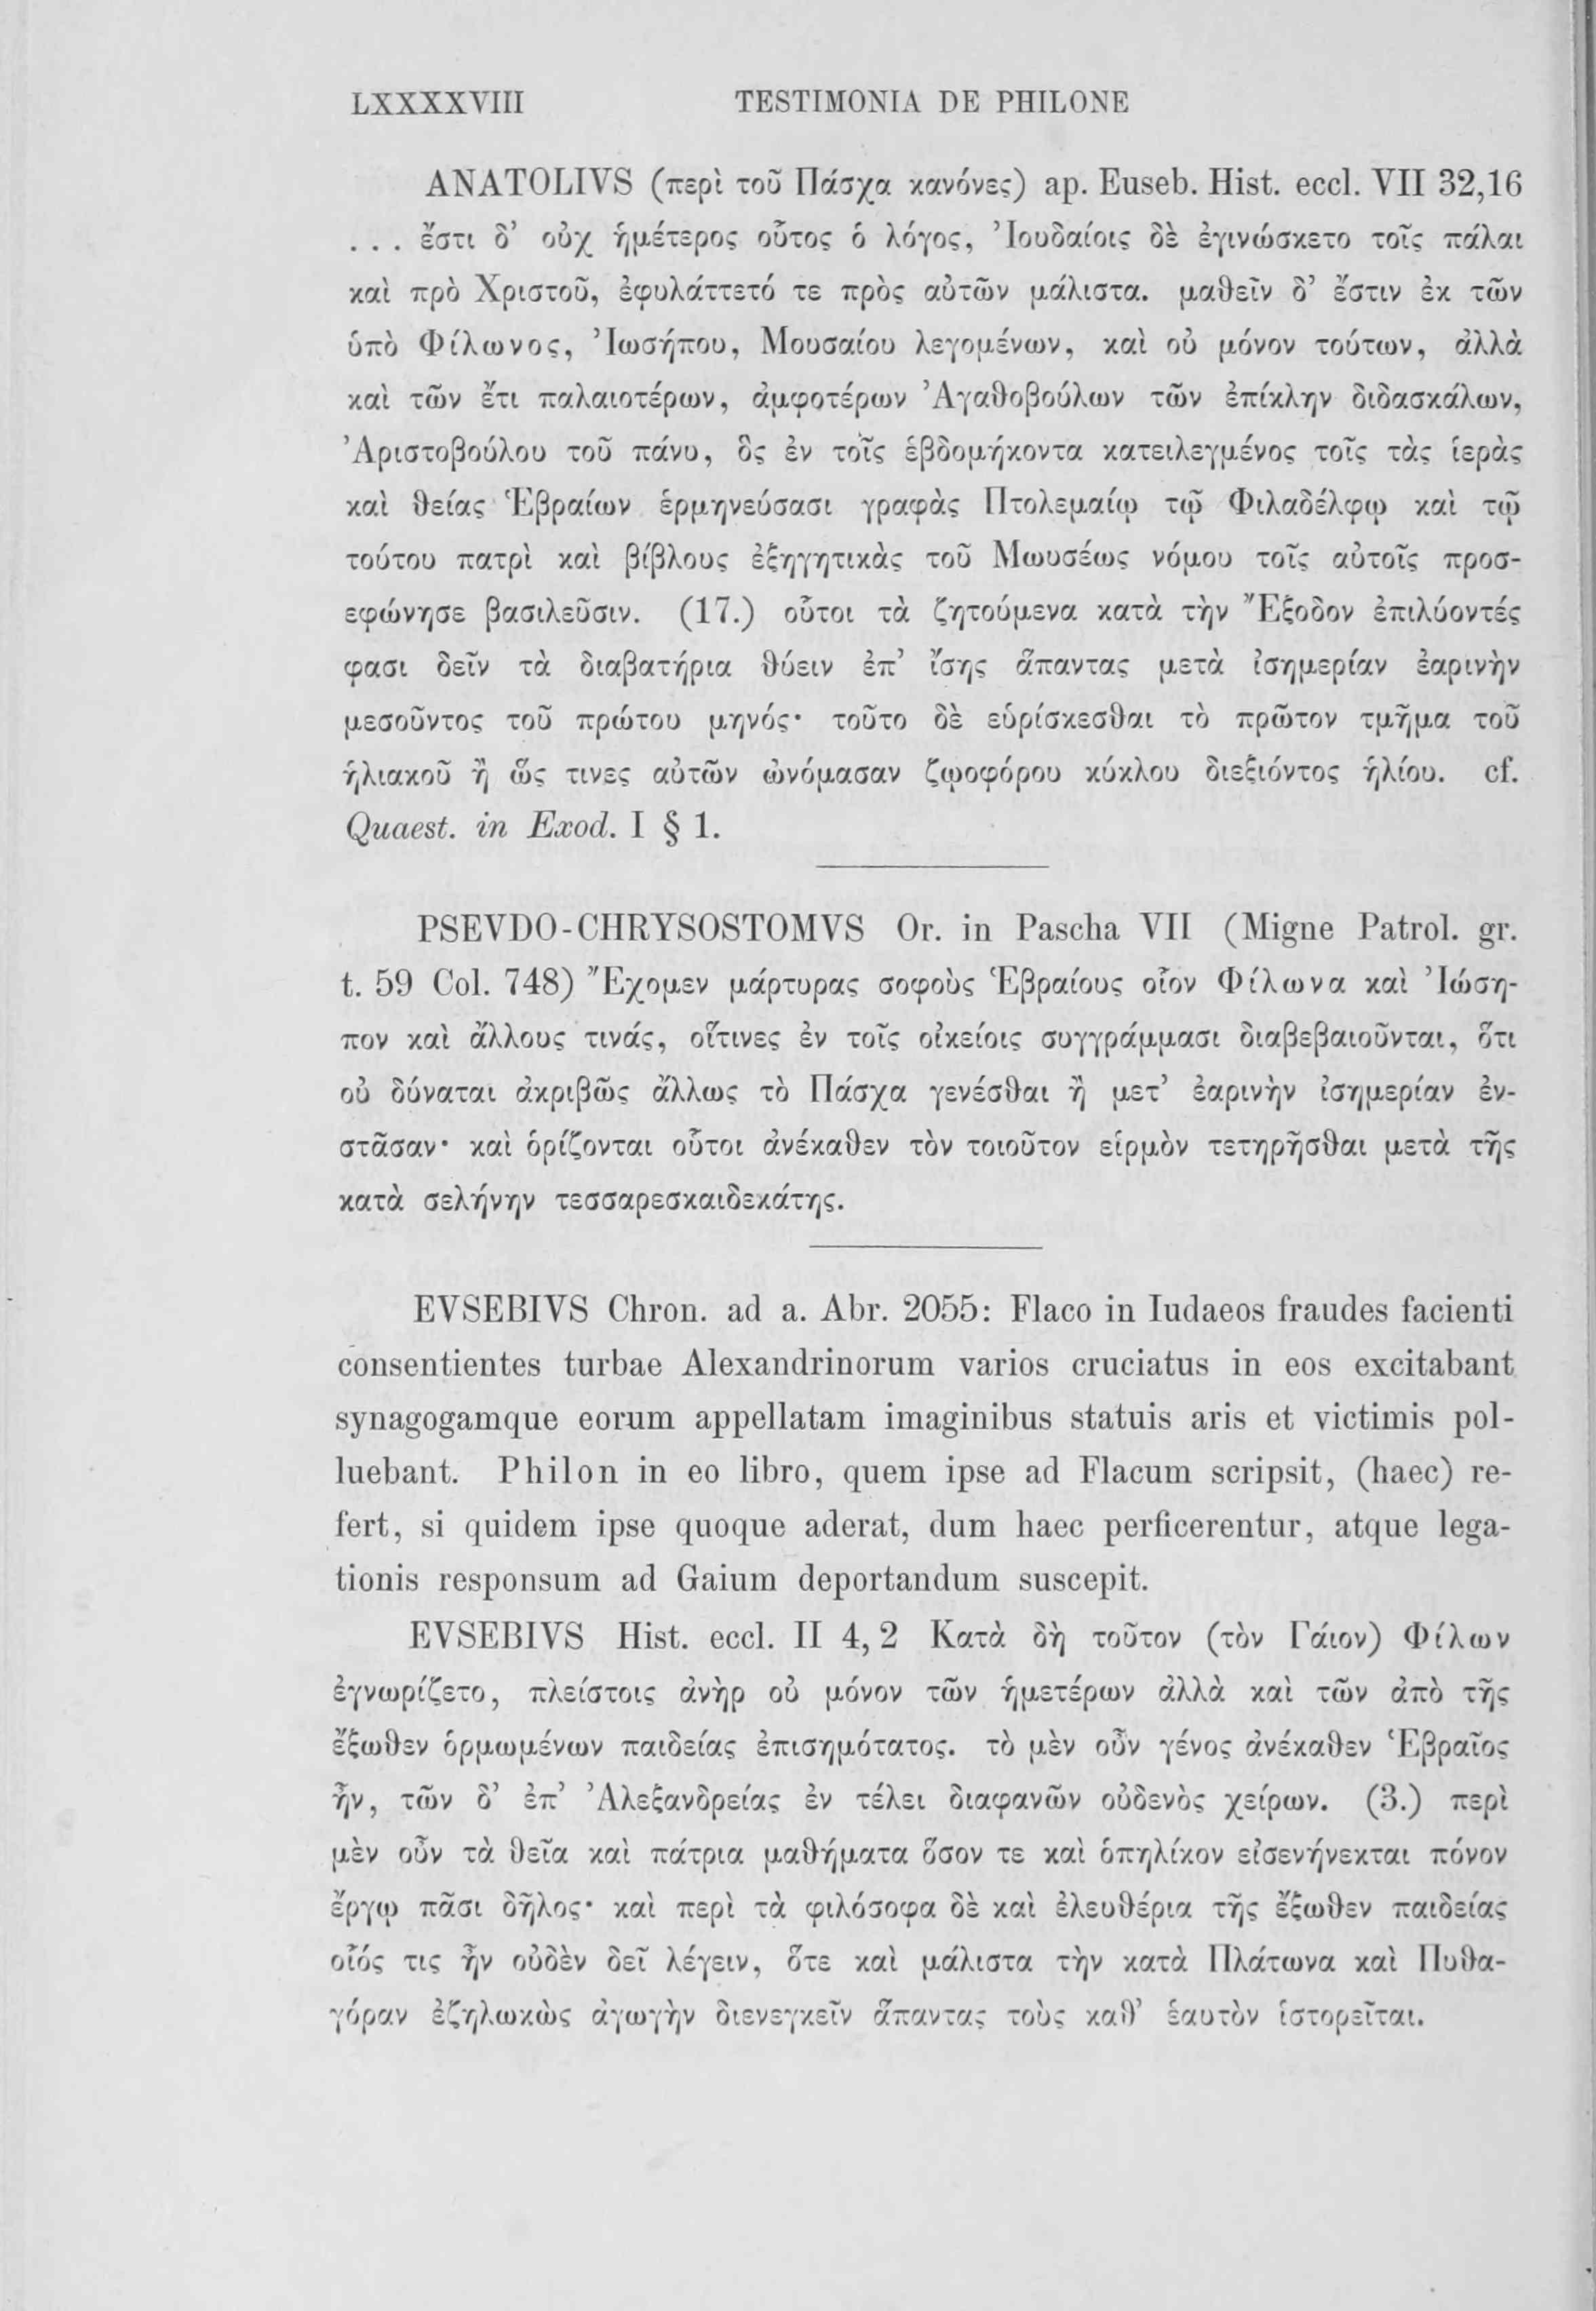 LXXXXVIII TESTIMONIA DE PHILONE
ANATOLIVS (περὶ τοῦ Πάσχα κανόνες) ap. Euseb. Hist. eccl. VII 32,16
. . . ἔστι δ’ οὐχ ἡμέτερος οὗτος ὁ λόγος, Ἰουδαίοις δὲ ἐγινώσκετο τοῖς πάλαι
καὶ πρὸ Χριστοῦ, ἐφυλάττετό τε πρὸς αὐτῶν μάλιστα. μαθεῖν δ’ ἔστιν ἐκ τῶν
ὑπὸ Φίλωνος, Ἰωσήπου, Μουσαίου λεγομένων, καὶ οὐ μόνον τούτων, ἀλλὰ
καὶ τῶν ἔτι παλαιοτέρων, ἀμφοτέρων Ἀγαθοβούλων τῶν ἐπίκλην διδασκάλων,
Ἀριστοβούλου τοῦ πάνυ, ὃς ἐν τοῖς ἑβδομήκοντα κατειλεγμένος τοῖς τὰς ἱερὰς
καὶ θείας Ἑβραίων ἑρμηνεύσασι γραφὰς Πτολεμαίῳ τῷ Φιλαδέλφῳ καὶ τῷ
τούτου πατρὶ καὶ βίβλους ἐξηγητικὰς τοῦ Μωυσέως νόμου τοῖς αὐτοῖς προσ-
εφώνησε βασιλεῦσιν. (17.) οὗτοι τὰ ζητούμενα κατὰ τὴν Ἔξοδον ἐπιλύοντές
φασι δεῖν τὰ διαβατήρια θύειν ἐπ’ ἴσης ἅπαντας μετὰ ἰσημερίαν ἐαρινὴν
μεσοῦντος τοῦ πρώτου μηνός· τοῦτο δὲ εὑρίσκεσθαι τὸ πρῶτον τμῆμα τοῦ
ἡλιακοῦ ἢ ὥς τινες αὐτῶν ὠνόμασαν ζῳοφόρου κύκλου διεξιόντος ἡλίου. cf.
Quaest. in Exod. I § 1.
PSEVDO-CHRYSOSTOMVS Or. in Pascha VII (Migne Patrol. gr.
t. 59 Col. 748) Ἔχομεν μάρτυρας σοφοὺς Ἑβραίους οἷον Φίλωνα καὶ Ἰώση-
πον καὶ ἄλλους τινάς, οἵτινες ἐν τοῖς οἰκείοις συγγράμμασι διαβεβαιοῦνται, ὅτι
οὐ δύναται ἀκριβῶς ἄλλως τὸ Πάσχα γενέσθαι ἢ μετ’ ἐαρινὴν ἰσημερίαν ἐν-
στᾶσαν· καὶ ὁρίζονται οὗτοι ἀνέκαθεν τὸν τοιοῦτον εἱρμὸν τετηρῆσθαι μετὰ τῆς
κατὰ σελήνην τεσσαρεσκαιδεκάτης.
EVSEBIVS Chron. ad a. Abr. 2055: Flaco in Iudaeos fraudes facienti
consentientes turbae Alexandrinorum varios cruciatus in eos excitabant
synagogamque eorum appellatam imaginibus statuis aris et victimis pol-
luebant. Philon in eo libro, quem ipse ad Flacum scripsit, (haec) re-
fert, si quidem ipse quoque aderat, dum haec perficerentur, atque lega-
tionis responsum ad Gaium deportandum suscepit.
EVSEBIVS Hist. eccl. II 4, 2 Κατὰ δὴ τοῦτον (τὸν Γάιον) Φίλων
ἐγνωρίζετο, πλείστοις ἀνὴρ οὐ μόνον τῶν ἡμετέρων ἀλλὰ καὶ τῶν ἀπὸ τῆς
ἔξωθεν ὁρμωμένων παιδείας ἐπισημότατος. τὸ μὲν οὖν γένος ἀνέκαθεν Ἑβραῖος
ἦν, τῶν δ’ ἐπ’ Ἀλεξανδρείας ἐν τέλει διαφανῶν οὐδενὸς χείρων. (3.) περὶ
μὲν οὖν τὰ θεῖα καὶ πάτρια μαθήματα ὅσον τε καὶ ὁπηλίκον εἰσενήνεκται πόνον
ἔργῳ πᾶσι δῆλος· καὶ περὶ τὰ φιλόσοφα δὲ καὶ ἐλευθέρια τῆς ἔξωθεν παιδείας
οἷός τις ἦν οὐδὲν δεῖ λέγειν, ὅτε καὶ μάλιστα τὴν κατὰ Πλάτωνα καὶ Πυθα-
γόραν ἐζηλωκὼς ἀγωγὴν διενεγκεῖν ἅπαντας τοὺς καθ’ ἑαυτὸν ἱστορεῖται.